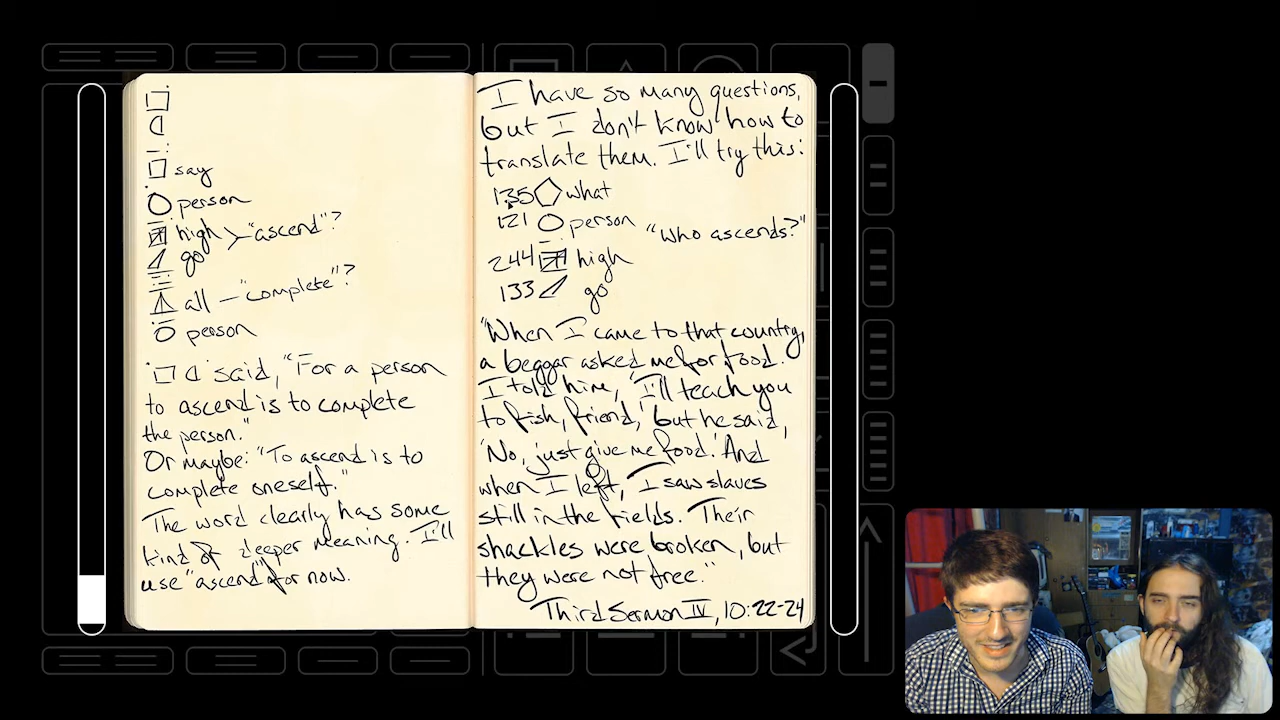 say
person
high
go
"ascend"?
all - "complete"?
person
said, "For a person
to ascend is to complete
the person."
Or maybe: "To ascend is to
complete oneself."
The word clearly has some
kind of deeper meaning. I'll
use "ascend" for now.
I have so many questions,
but I don't know how to
translate them. I'll try this:
135 what
121 person
"Who ascends?"
244 high
133 go
"When I came to that country,
a beggar asked me for food.
I told him, 'I'll teach you
to fish, friend,' but he said,
'No, just give me food.' And
when I left, I saw slaves
still in the fields. Their
shackles were broken, but
they were not free."
Third Sermon IV, 10:22-24